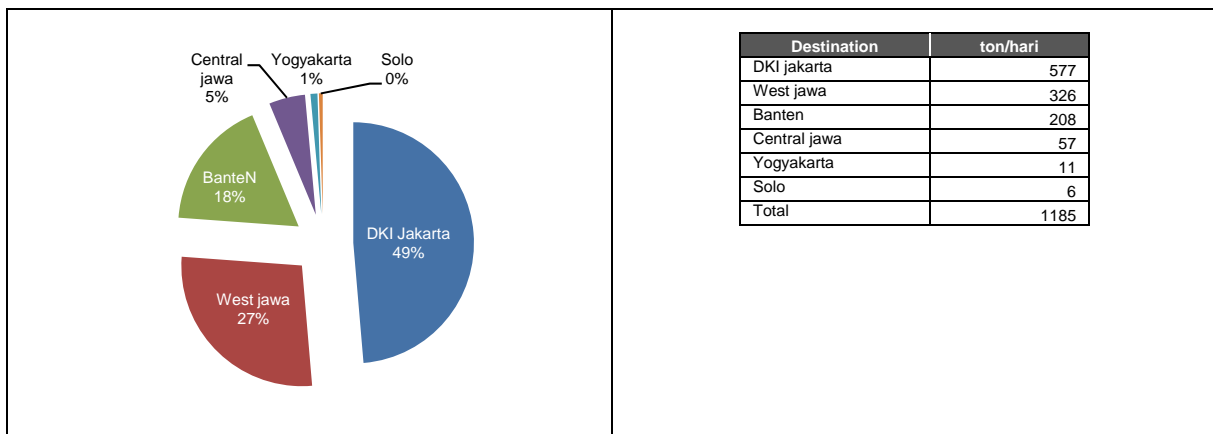 Central
jawa
5%
Yogyakarta
1%
Solo
0%
BanteN
18%
DKI Jakarta
49%
West jawa
27%
Destination ton/hari
DKI jakarta 577
West jawa 326
Banten 208
Central jawa 57
Yogyakarta 11
Solo 6
Total 1185